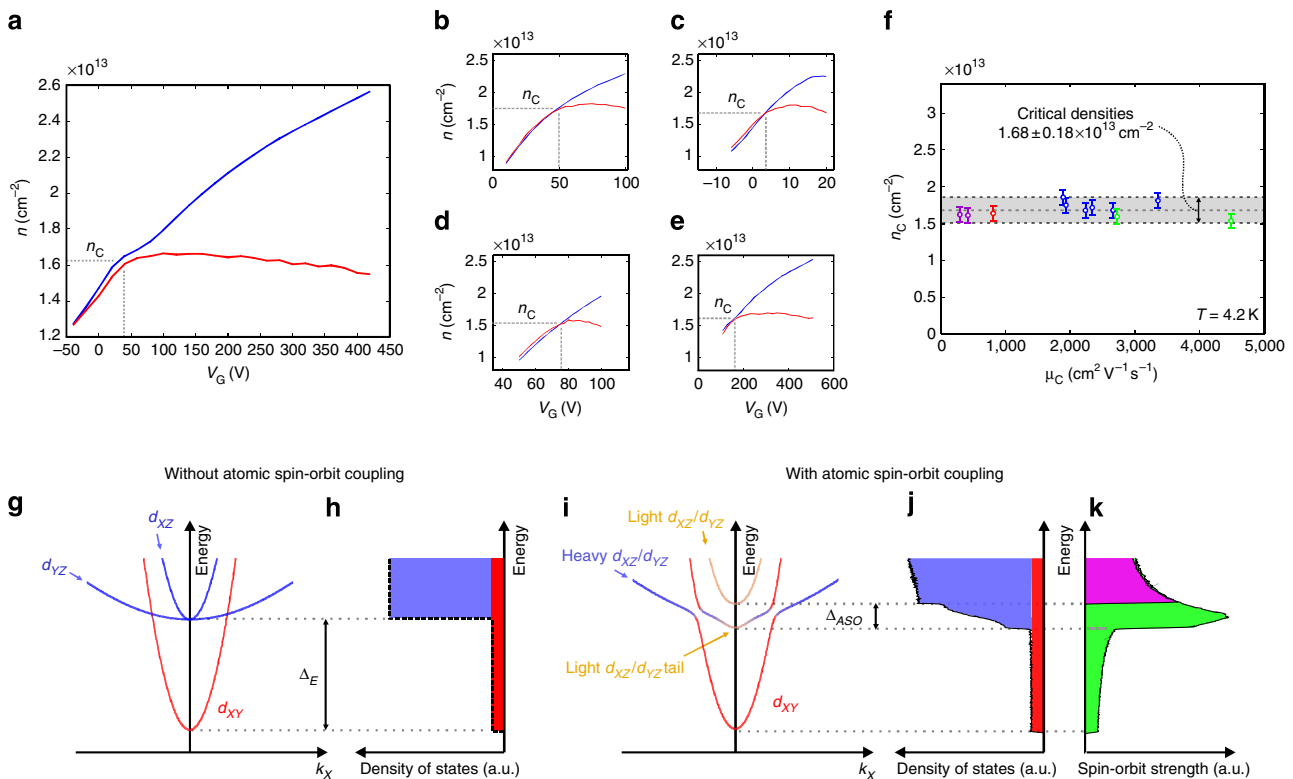 a
×10¹³
n (cm⁻²)
2.6
2.4
2.2
2
1.8
1.6
1.4
1.2
n_C
−50 0 50 100 150 200 250 300 350 400 450
V_G (V)
b
×10¹³
n (cm⁻²)
2.5
2
1.5
1
n_C
0 50 100
c
×10¹³
2.5
2
1.5
1
n_C
−10 0 10 20
d
×10¹³
n (cm⁻²)
2.5
2
1.5
1
n_C
40 60 80 100
V_G (V)
e
×10¹³
2.5
2
1.5
1
n_C
0 200 400 600
V_G (V)
f
×10¹³
n_C (cm⁻²)
3
2
1.5
1
0
Critical densities
1.68±0.18×10¹³ cm⁻²
T = 4.2 K
0 1,000 2,000 3,000 4,000 5,000
μ_C (cm² V⁻¹ s⁻¹)
Without atomic spin-orbit coupling
g
d_XZ
d_YZ
Energy
Δ_E
d_XY
k_X
h
Energy
Density of states (a.u.)
With atomic spin-orbit coupling
i
Light d_XZ/d_YZ
Heavy d_XZ/d_YZ
Energy
Δ_ASO
Light d_XZ/d_YZ tail
d_XY
k_X
j
Energy
Density of states (a.u.)
k
Spin-orbit strength (a.u.)